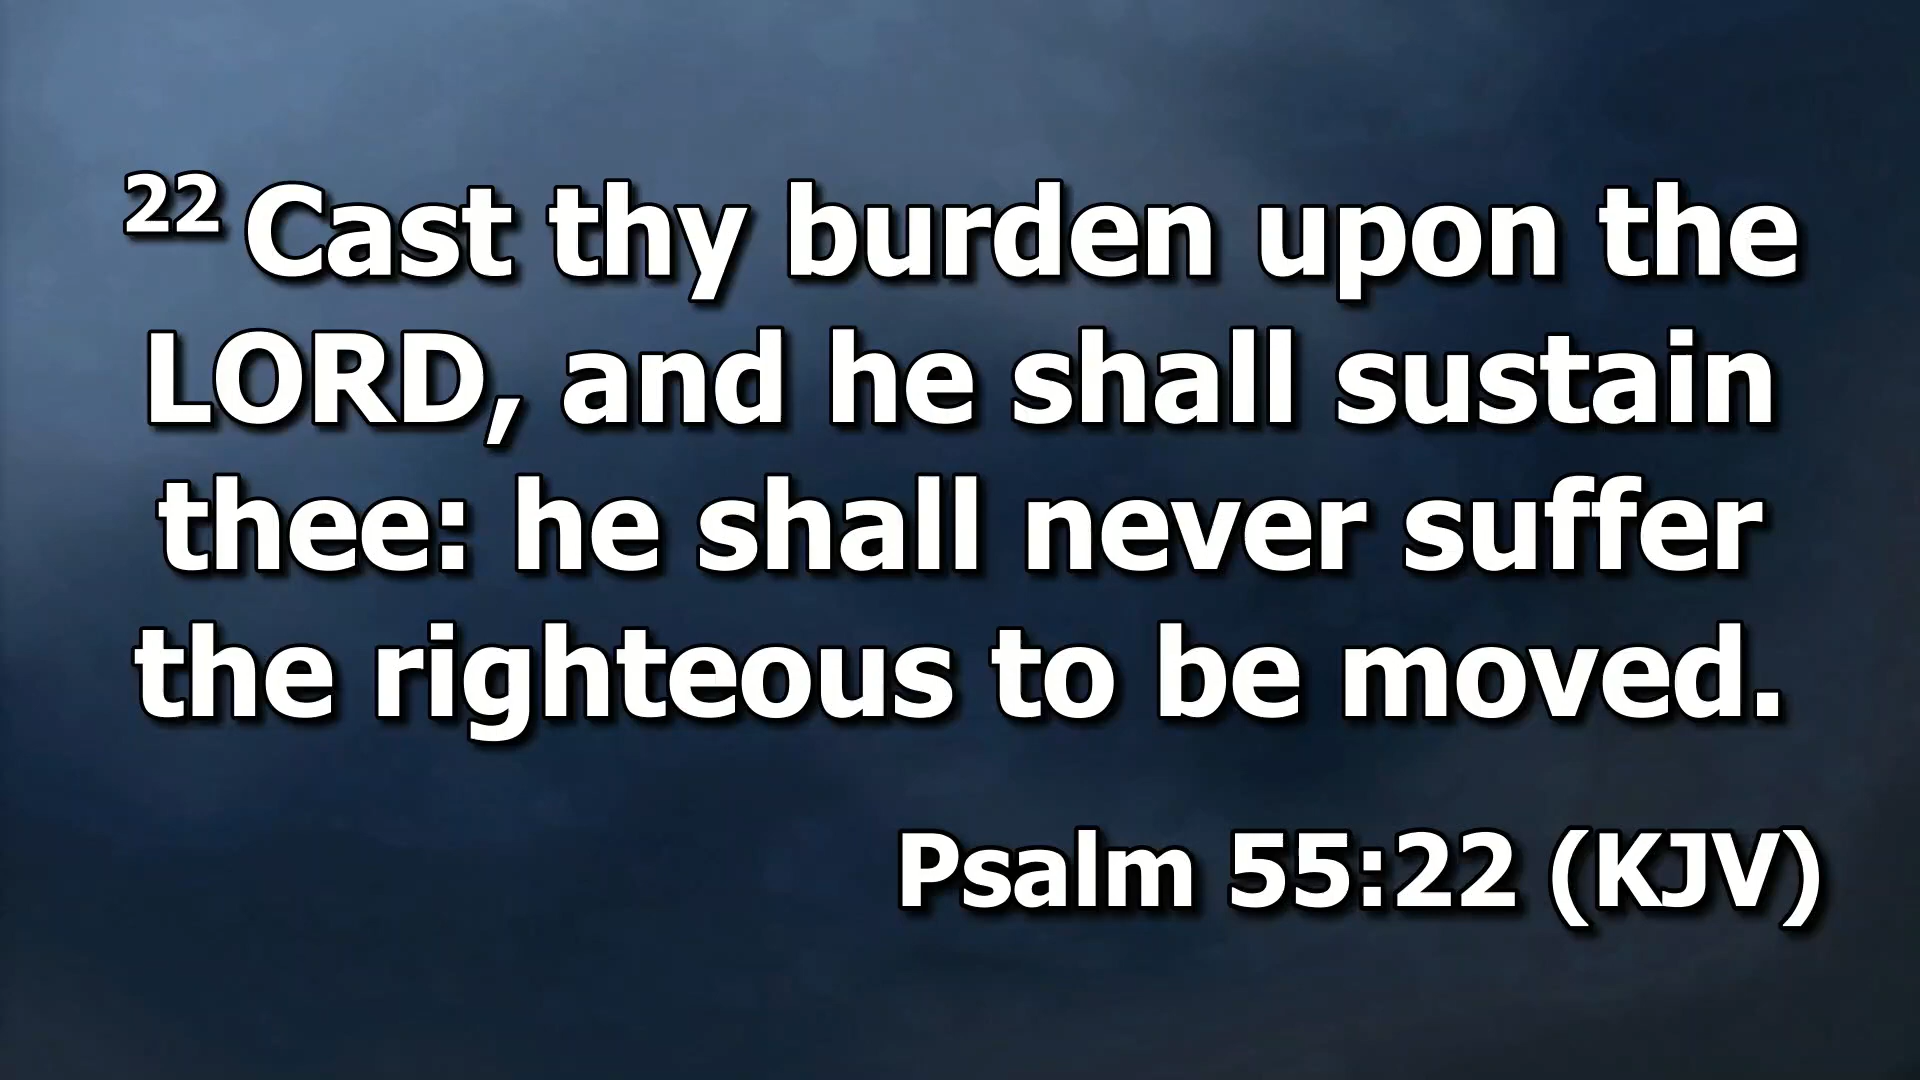 22 Cast thy burden upon the
LORD, and he shall sustain
thee: he shall never suffer
the righteous to be moved.
Psalm 55:22 (KJV)